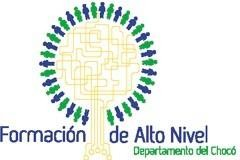 Formación de Alto Nivel
Departamento del Chocó